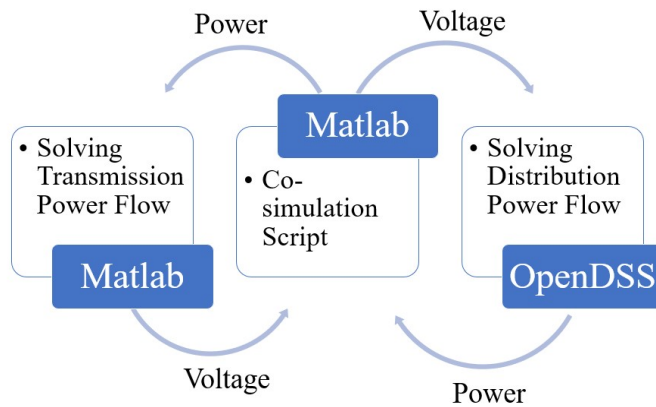 Power
Voltage
Matlab
• Solving
Transmission
Power Flow
Matlab
• Co-
simulation
Script
• Solving
Distribution
Power Flow
OpenDSS
Voltage
Power